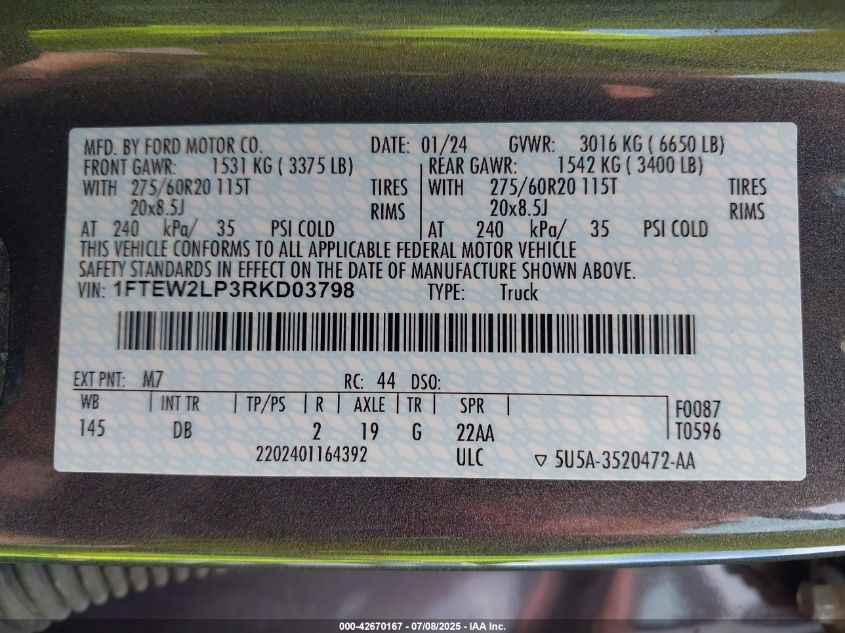 MFD. BY FORD MOTOR CO. DATE: 01/24 GVWR: 3016 KG ( 6650 LB)
FRONT GAWR: 1531 KG ( 3375 LB) REAR GAWR: 1542 KG ( 3400 LB)
WITH 275/60R20 115T TIRES WITH 275/60R20 115T TIRES
20x8.5J RIMS 20x8.5J RIMS
AT 240 kPa/ 35 PSI COLD AT 240 kPa/ 35 PSI COLD
THIS VEHICLE CONFORMS TO ALL APPLICABLE FEDERAL MOTOR VEHICLE
SAFETY STANDARDS IN EFFECT ON THE DATE OF MANUFACTURE SHOWN ABOVE.
VIN: 1FTEW2LP3RKD03798 TYPE: Truck
EXT PNT: M7 RC: 44 DSO:
WB INT TR TP/PS R AXLE TR SPR F0087
145 DB 2 19 G 22AA T0596
2202401164392 ULC ▽ 5U5A-3520472-AA
000-42670167 - 07/08/2025 - IAA Inc.